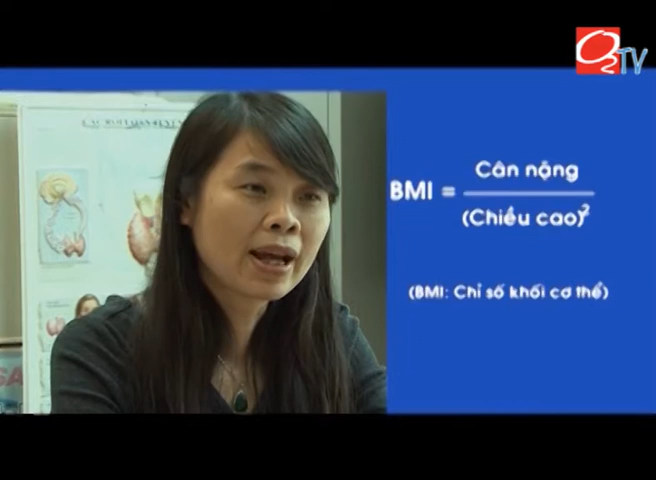 O2TV
BMI = Cân nặng
(Chiều cao)²
(BMI: Chỉ số khối cơ thể)